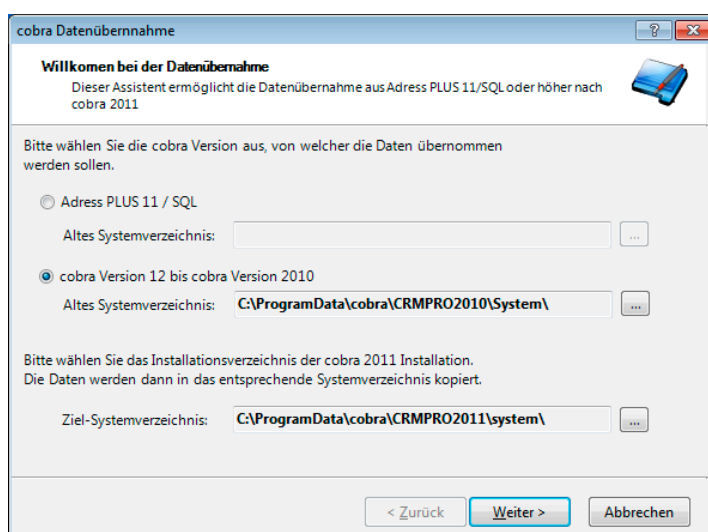 cobra Datenübernnahme
Willkomen bei der Datenübernahme
Dieser Assistent ermöglicht die Datenübernahme aus Adress PLUS 11/SQL oder höher nach
cobra 2011
Bitte wählen Sie die cobra Version aus, von welcher die Daten übernommen
werden sollen.
Adress PLUS 11 / SQL
Altes Systemverzeichnis:
...
cobra Version 12 bis cobra Version 2010
Altes Systemverzeichnis: C:\ProgramData\cobra\CRMPRO2010\System\ ...
Bitte wählen Sie das Installationsverzeichnis der cobra 2011 Installation.
Die Daten werden dann in das entsprechende Systemverzeichnis kopiert.
Ziel-Systemverzeichnis: C:\ProgramData\cobra\CRMPRO2011\system\ ...
< Zurück Weiter > Abbrechen